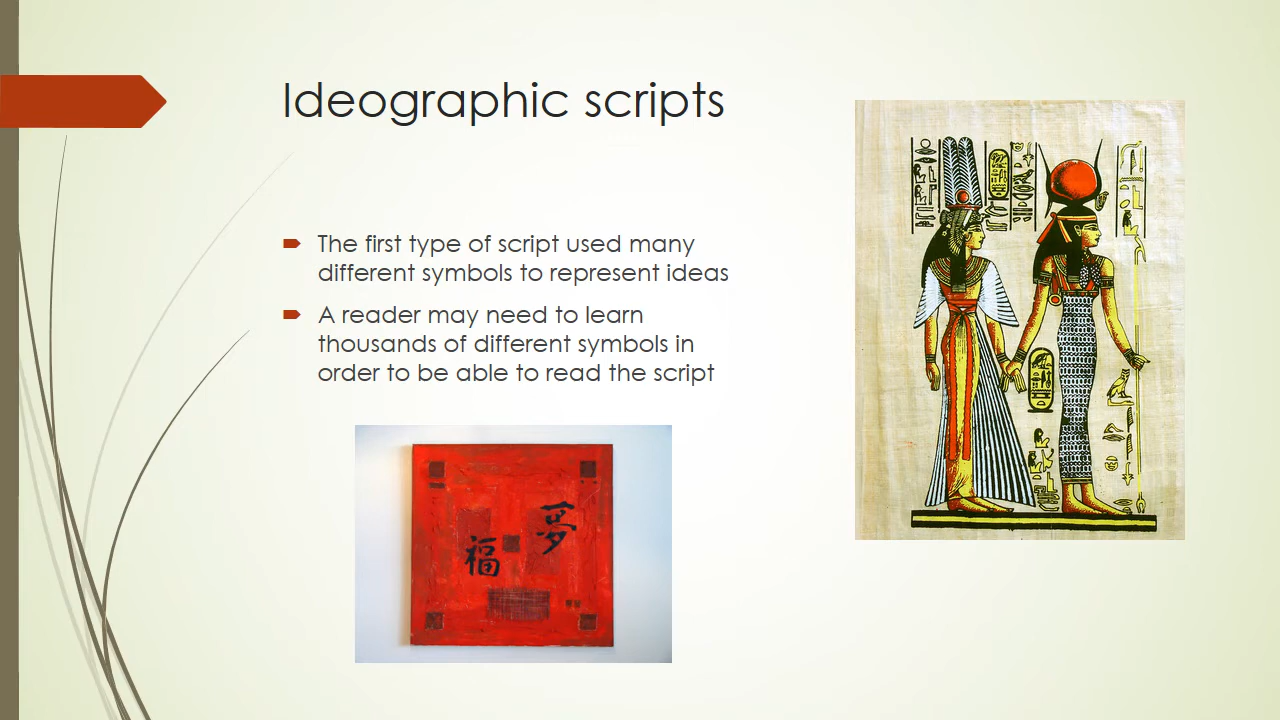 Ideographic scripts
The first type of script used many
different symbols to represent ideas
A reader may need to learn
thousands of different symbols in
order to be able to read the script
夢
福